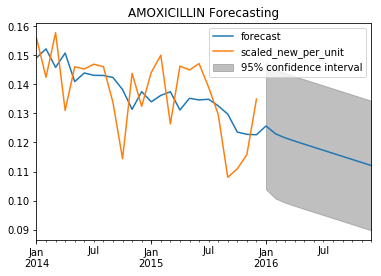 AMOXICILLIN Forecasting
forecast
scaled_new_per_unit
95% confidence interval
0.16
0.15
0.14
0.13
0.12
0.11
0.10
0.09
Jan Jul Jan Jul Jan Jul
2014 2015 2016